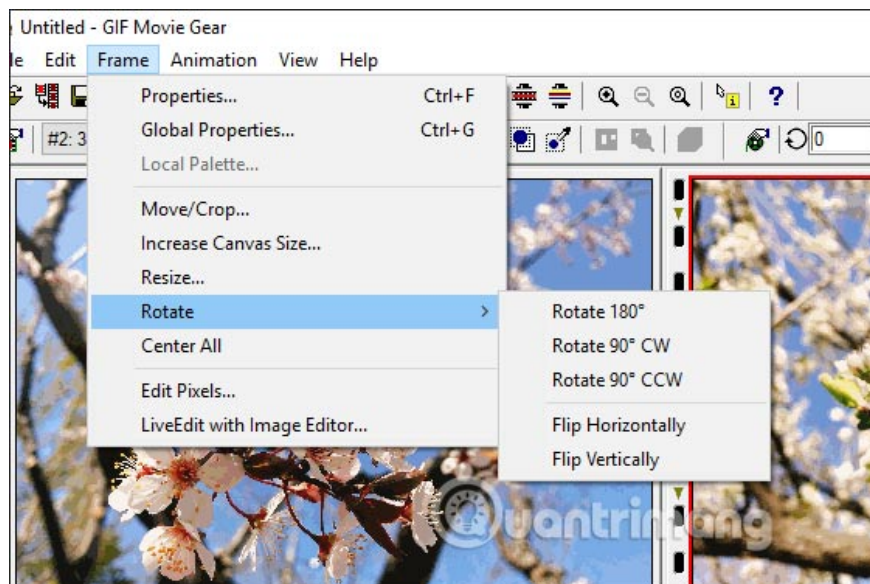 Untitled - GIF Movie Gear
Edit Frame Animation View Help
Properties... Ctrl+F
Global Properties... Ctrl+G
Local Palette...
#2: 3
0
Move/Crop...
Increase Canvas Size...
Resize...
Rotate
Center All
Edit Pixels...
LiveEdit with Image Editor...
Rotate 180°
Rotate 90° CW
Rotate 90° CCW
Flip Horizontally
Flip Vertically
Quantrimang